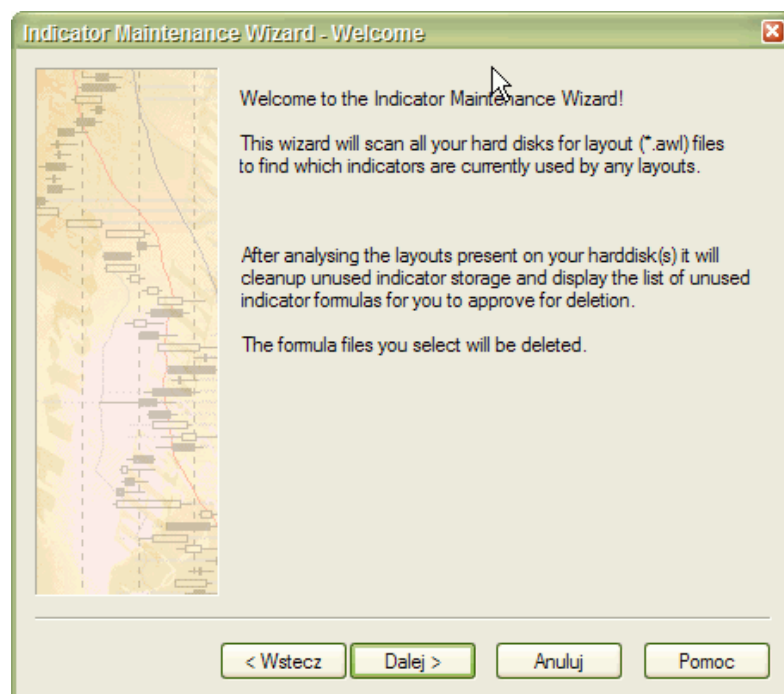 Indicator Maintenance Wizard - Welcome
Welcome to the Indicator Maintenance Wizard!
This wizard will scan all your hard disks for layout (*.awl) files
to find which indicators are currently used by any layouts.
After analysing the layouts present on your harddisk(s) it will
cleanup unused indicator storage and display the list of unused
indicator formulas for you to approve for deletion.
The formula files you select will be deleted.
< Wstecz Dalej > Anuluj Pomoc